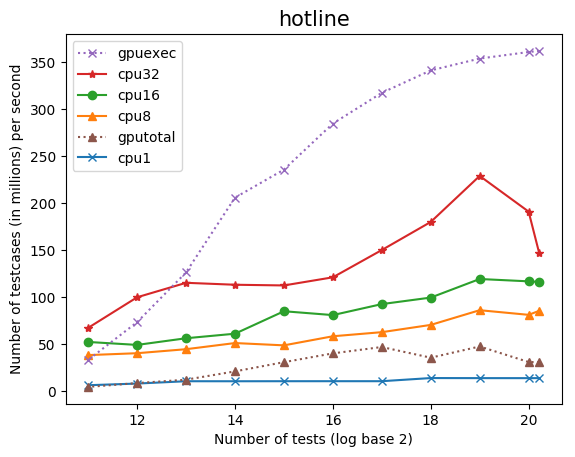 hotline
gpuexec
cpu32
cpu16
cpu8
gputotal
cpu1
Number of testcases (in millions) per second
350
300
250
200
150
100
50
0
12
14
16
18
20
Number of tests (log base 2)